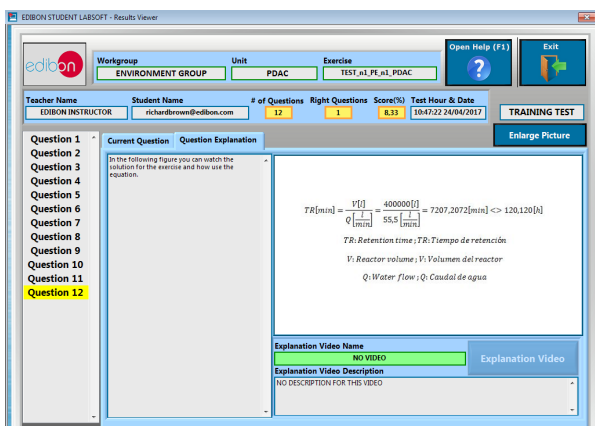 EDIBON STUDENT LABSOFT - Results Viewer
edibon
Workgroup
ENVIRONMENT GROUP
Unit
PDAC
Exercise
TEST_n1_PE_n1_PDAC
Open Help (F1)
?
Exit
Teacher Name
EDIBON INSTRUCTOR
Student Name
richardbrown@edibon.com
# of Questions
12
Right Questions
1
Score(%)
8,33
Test Hour & Date
10:47:22 24/04/2017
TRAINING TEST
Enlarge Picture
Question 1
Question 2
Question 3
Question 4
Question 5
Question 6
Question 7
Question 8
Question 9
Question 10
Question 11
Question 12
Current Question
Question Explanation
In the following figure you can watch the
solution for the exercise and how use the
equation.
TR[min] = V[l] / Q[l/min] = 400000[l] / 55,5[l/min] = 7207,2072[min] <> 120,120[h]
TR: Retention time ; TR: Tiempo de retención
V: Reactor volume ; V: Volumen del reactor
Q: Water flow ; Q: Caudal de agua
Explanation Video Name
NO VIDEO
Explanation Video
Explanation Video Description
NO DESCRIPTION FOR THIS VIDEO